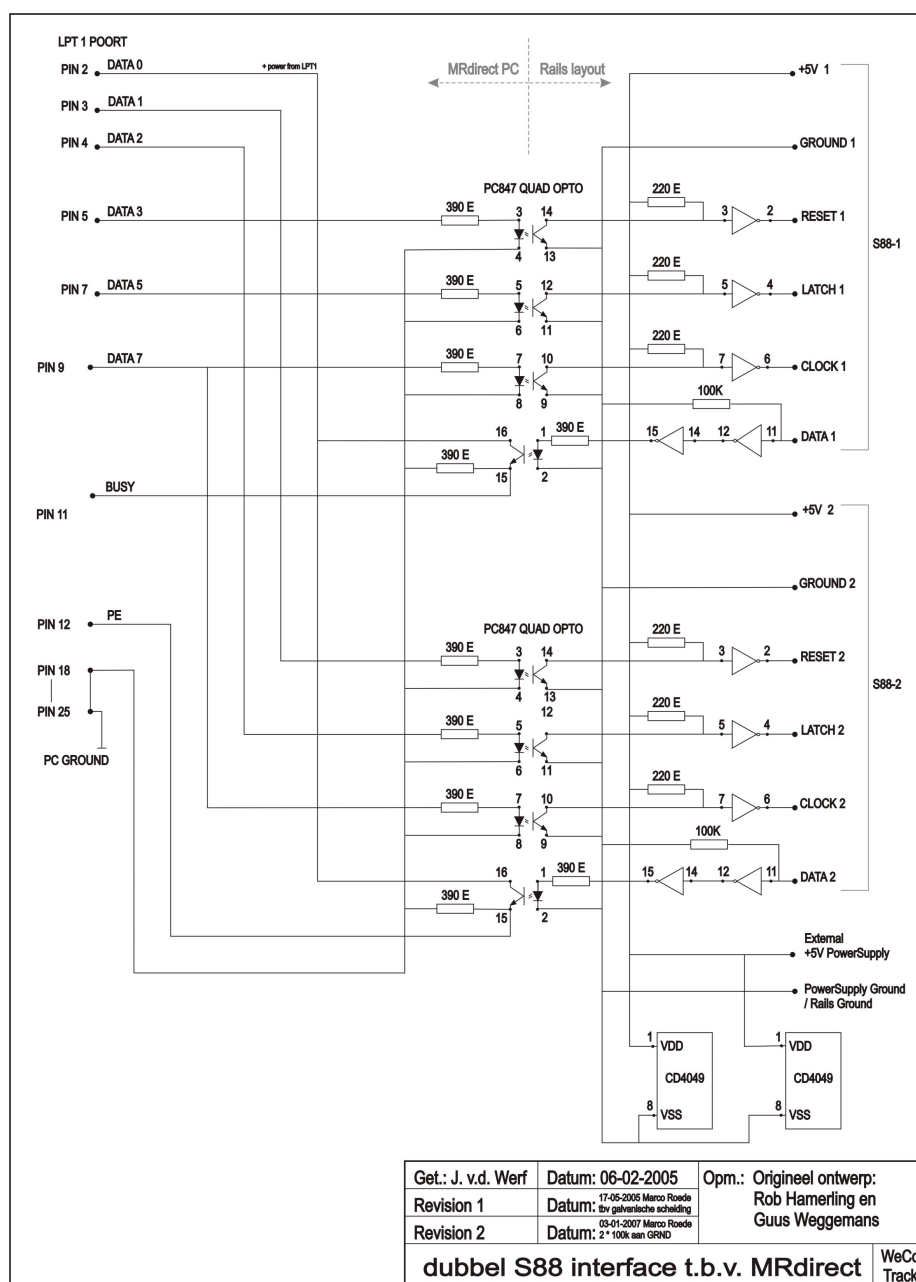 LPT 1 POORT
PIN 2 DATA 0
+ power from LPT1
MRdirect PC Rails layout
+5V 1
PIN 3 DATA 1
PIN 4 DATA 2
GROUND 1
PC847 QUAD OPTO
PIN 5 DATA 3
390 E 3 14 220 E 3 2 RESET 1
4 13
S88-1
PIN 7 DATA 5
390 E 5 12 220 E 5 4 LATCH 1
6 11
PIN 9 DATA 7
390 E 7 10 220 E 7 6 CLOCK 1
8 9
100K
16 1 390 E 15 14 12 11 DATA 1
390 E 15 2
BUSY
PIN 11
+5V 2
GROUND 2
PIN 12 PE
PC847 QUAD OPTO
390 E 3 14 220 E 3 2 RESET 2
PIN 18
4 13
12
S88-2
PIN 25
390 E 5 220 E 5 4 LATCH 2
6 11
PC GROUND
390 E 7 10 220 E 7 6 CLOCK 2
8 9
100K
16 1 390 E 15 14 12 11 DATA 2
390 E 15 2
External
+5V PowerSupply
PowerSupply Ground
/ Rails Ground
1 VDD 1 VDD
CD4049 CD4049
8 VSS 8 VSS
Get.: J. v.d. Werf Datum: 06-02-2005 Opm.: Origineel ontwerp:
Rob Hamerling en
Guus Weggemans
Revision 1 Datum: 17-05-2005 Marco Roede
tbv galvanische scheiding
Revision 2 Datum: 03-01-2007 Marco Roede
2 * 100k aan GRND
dubbel S88 interface t.b.v. MRdirect
WeCo
Track